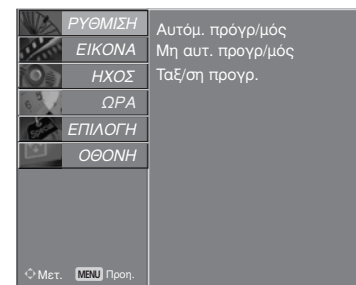 ΡΥΘΜΙΣΗ
ΕΙΚΟΝΑ
ΗΧΟΣ
ΩΡΑ
ΕΠΙΛΟΓΗ
ΟΘΟΝΗ
Αυτόμ. πρόγρ/μός
Μη αυτ. προγρ/μός
Ταξ/ση προγρ.
Μετ. MENU Προη.